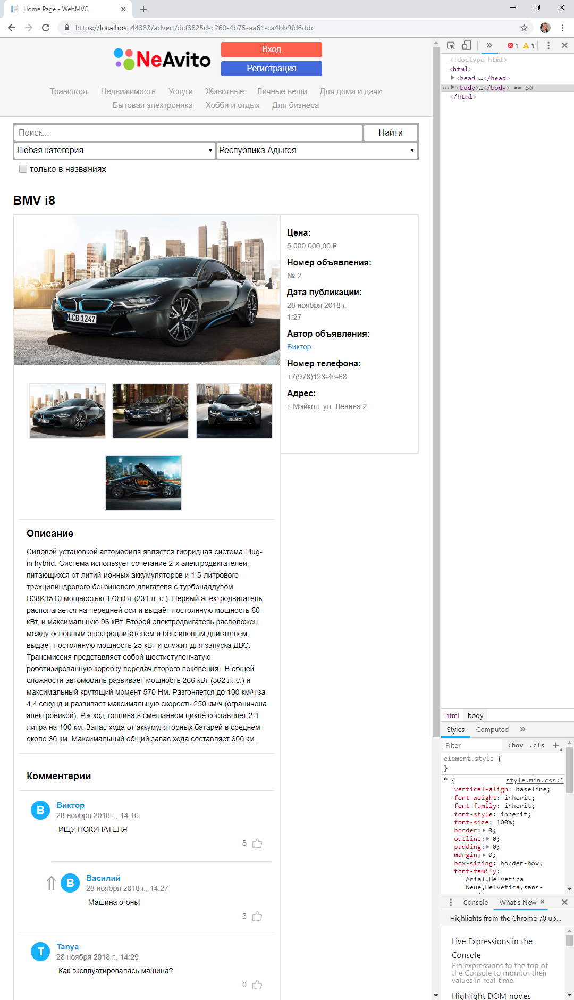 Home Page - WebMVC
https://localhost:44383/advert/dcf3825d-c260-4b75-aa61-ca4bb9fd6ddc
NeAvito
Вход
Регистрация
Транспорт Недвижимость Услуги Животные Личные вещи Для дома и дачи
Бытовая электроника Хобби и отдых Для бизнеса
Поиск... Найти
Любая категория Республика Адыгея
только в названиях
BMV i8
M CB 1247
Цена:
5 000 000,00 ₽
Номер объявления:
№ 2
Дата публикации:
28 ноября 2018 г.
1:27
Автор объявления:
Виктор
Номер телефона:
+7(978)123-45-68
Адрес:
г. Майкоп, ул. Ленина 2
Описание
Силовой установкой автомобиля является гибридная система Plug-
in hybrid. Система использует сочетание 2-х электродвигателей,
питающихся от литий-ионных аккумуляторов и 1,5-литрового
трехцилиндрового бензинового двигателя с турбонаддувом
B38K15T0 мощностью 170 кВт (231 л. с.). Первый электродвигатель
располагается на передней оси и выдаёт постоянную мощность 60
кВт, и максимальную 96 кВт. Второй электродвигатель расположен
между основным электродвигателем и бензиновым двигателем,
выдаёт постоянную мощность 25 кВт и служит для запуска ДВС.
Трансмиссия представляет собой шестиступенчатую
роботизированную коробку передач второго поколения. В общей
сложности автомобиль развивает мощность 266 кВт (362 л. с.) и
максимальный крутящий момент 570 Нм. Разгоняется до 100 км/ч за
4,4 секунд и развивает максимальную скорость 250 км/ч (ограничена
электроникой). Расход топлива в смешанном цикле составляет 2,1
литра на 100 км. Запас хода от аккумуляторных батарей в среднем
около 30 км. Максимальный общий запас хода составляет 600 км.
Комментарии
В Виктор
28 ноября 2018 г., 14:16
ИЩУ ПОКУПАТЕЛЯ
5
В Василий
28 ноября 2018 г., 14:27
Машина огонь!
3
T Tanya
28 ноября 2018 г., 14:29
Как эксплуатировалась машина?
0
1 1
<!doctype html>
<html>
<head>…</head>
<body>…</body> == $0
</html>
html body
Styles Computed
Filter :hov .cls
element.style {
}
* { style.min.css:1
vertical-align: baseline;
font-weight: inherit;
font-family: inherit;
font-style: inherit;
font-size: 100%;
border: 0;
outline: 0;
padding: 0;
margin: 0;
box-sizing: border-box;
font-family:
Arial,Helvetica
Neue,Helvetica,sans-
Console What's New
Highlights from the Chrome 70 up...
Live Expressions in the
Console
Pin expressions to the top of
the Console to monitor their
values in real-time.
Highlight DOM nodes